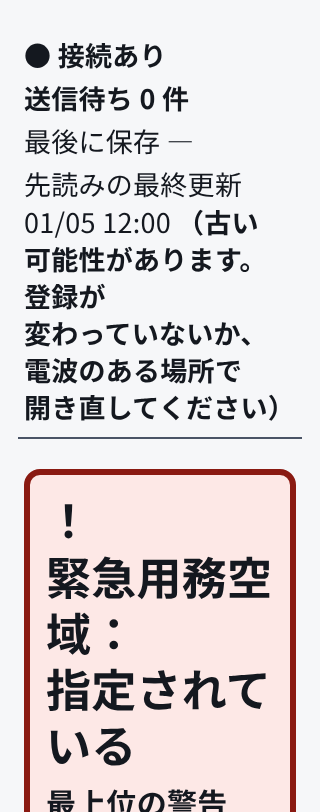 ● 接続あり
送信待ち 0 件
最後に保存 —
先読みの最終更新
01/05 12:00 （古い
可能性があります。
登録が
変わっていないか、
電波のある場所で
開き直してください）
！
緊急用務空
域：
指定されて
いる
最上位の警告